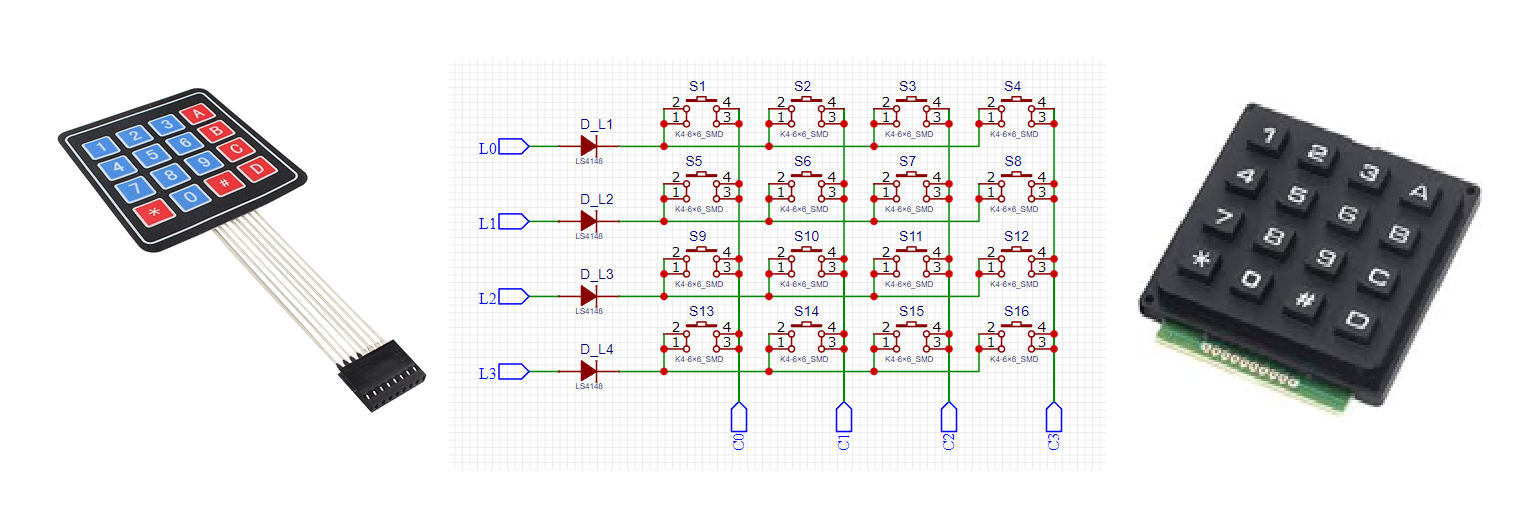 1 2 3 A
4 5 6 B
7 8 9 C
* 0 # D
S1 S2 S3 S4
2 4 2 4 2 4 2 4
1 3 1 3 1 3 1 3
D_L1
K4-6×6_SMD K4-6×6_SMD K4-6×6_SMD K4-6×6_SMD
L0
LS4148
S5 S6 S7 S8
2 4 2 4 2 4 2 4
1 3 1 3 1 3 1 3
D_L2
K4-6×6_SMD K4-6×6_SMD K4-6×6_SMD K4-6×6_SMD
L1
LS4148
S9 S10 S11 S12
2 4 2 4 2 4 2 4
1 3 1 3 1 3 1 3
D_L3
K4-6×6_SMD K4-6×6_SMD K4-6×6_SMD K4-6×6_SMD
L2
LS4148
S13 S14 S15 S16
2 4 2 4 2 4 2 4
1 3 1 3 1 3 1 3
D_L4
K4-6×6_SMD K4-6×6_SMD K4-6×6_SMD K4-6×6_SMD
L3
LS4148
C0 C1 C2 C3
1 2 3 A
4 5 6 B
7 8 9 C
* 0 # D